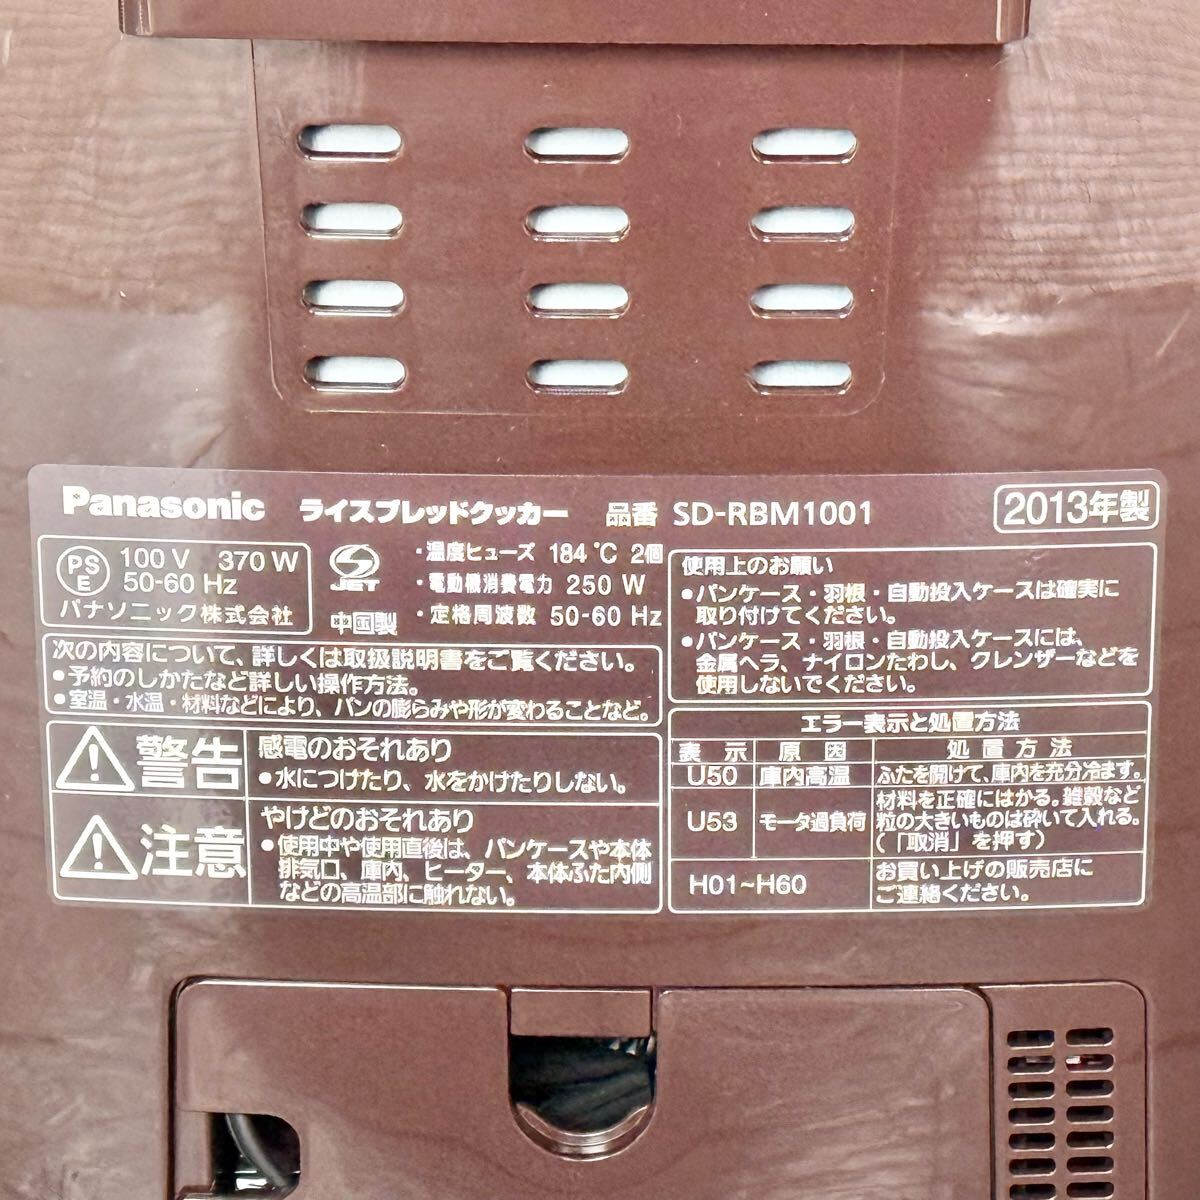 Panasonic ライスブレッドクッカー 品番 SD-RBM1001 2013年製
PS
E
100 V 370 W
50-60 Hz
パナソニック株式会社
JET
中国製
・温度ヒューズ 184 ℃ 2個
・電動機消費電力 250 W
・定格周波数 50-60 Hz
次の内容について、詳しくは取扱説明書をご覧ください。
●予約のしかたなど詳しい操作方法。
●室温・水温・材料などにより、パンの膨らみや形が変わることなど。
警告
感電のおそれあり
●水につけたり、水をかけたりしない。
注意
やけどのおそれあり
●使用中や使用直後は、パンケースや本体
排気口、庫内、ヒーター、本体ふた内側
などの高温部に触れない。
使用上のお願い
●パンケース・羽根・自動投入ケースは確実に
取り付けてください。
●パンケース・羽根・自動投入ケースには、
金属ヘラ、ナイロンたわし、クレンザーなどを
使用しないでください。
エラー表示と処置方法
表示 原因 処置方法
U50 庫内高温 ふたを開けて、庫内を充分冷ます。
U53 モータ過負荷 材料を正確にはかる。雑穀など
粒の大きいものは砕いて入れる。
(「取消」を押す)
H01~H60 お買い上げの販売店に
ご連絡ください。